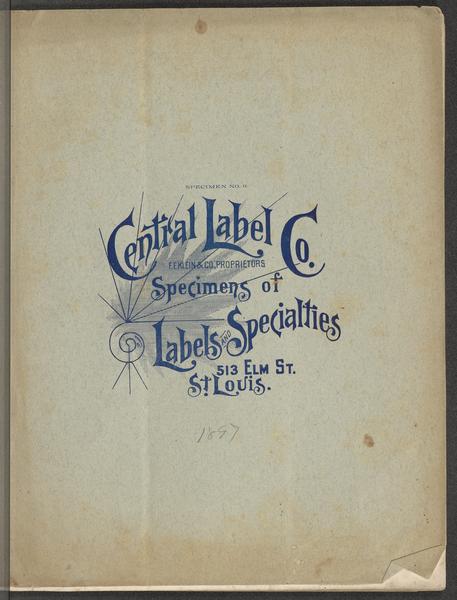 SPECIMEN No. 9.
Central Label Co.
F.E.KLEIN & CO., PROPRIETORS
Specimens of
Labels AND Specialties
513 ELM ST.
St. Louis.
1897